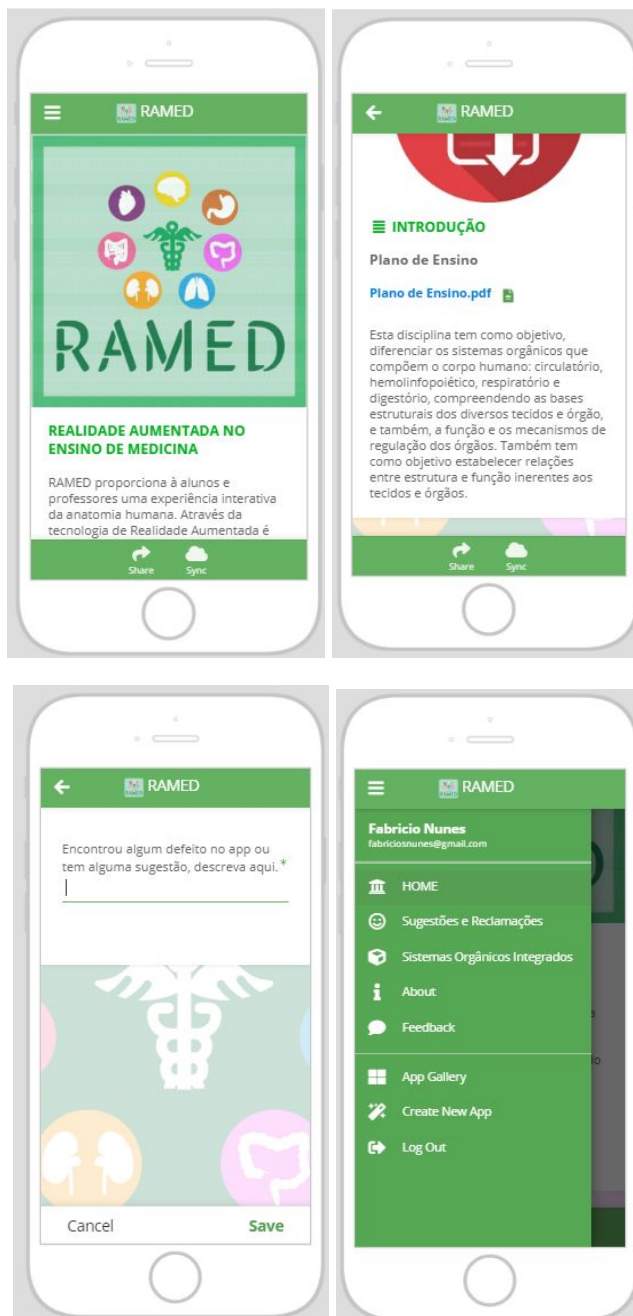 RAMED
RAMED
REALIDADE AUMENTADA NO
ENSINO DE MEDICINA
RAMED proporciona à alunos e
professores uma experiência interativa
da anatomia humana. Através da
tecnologia de Realidade Aumentada é
Share Sync
RAMED
INTRODUÇÃO
Plano de Ensino
Plano de Ensino.pdf
Esta disciplina tem como objetivo,
diferenciar os sistemas orgânicos que
compõem o corpo humano: circulatório,
hemolinfopoiético, respiratório e
digestório, compreendendo as bases
estruturais dos diversos tecidos e órgão,
e também, a função e os mecanismos de
regulação dos órgãos. Também tem
como objetivo estabelecer relações
entre estrutura e função inerentes aos
tecidos e órgãos.
Share Sync
RAMED
Encontrou algum defeito no app ou
tem alguma sugestão, descreva aqui.*
Cancel Save
RAMED
Fabricio Nunes
fabriciosnunes@gmail.com
HOME
Sugestões e Reclamações
Sistemas Orgânicos Integrados
About
Feedback
App Gallery
Create New App
Log Out